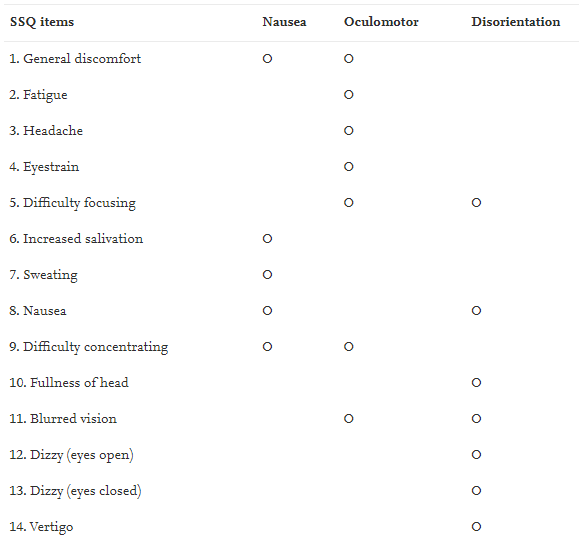 SSQ items Nausea Oculomotor Disorientation
1. General discomfort O O
2. Fatigue O
3. Headache O
4. Eyestrain O
5. Difficulty focusing O O
6. Increased salivation O
7. Sweating O
8. Nausea O O
9. Difficulty concentrating O O
10. Fullness of head O
11. Blurred vision O O
12. Dizzy (eyes open) O
13. Dizzy (eyes closed) O
14. Vertigo O